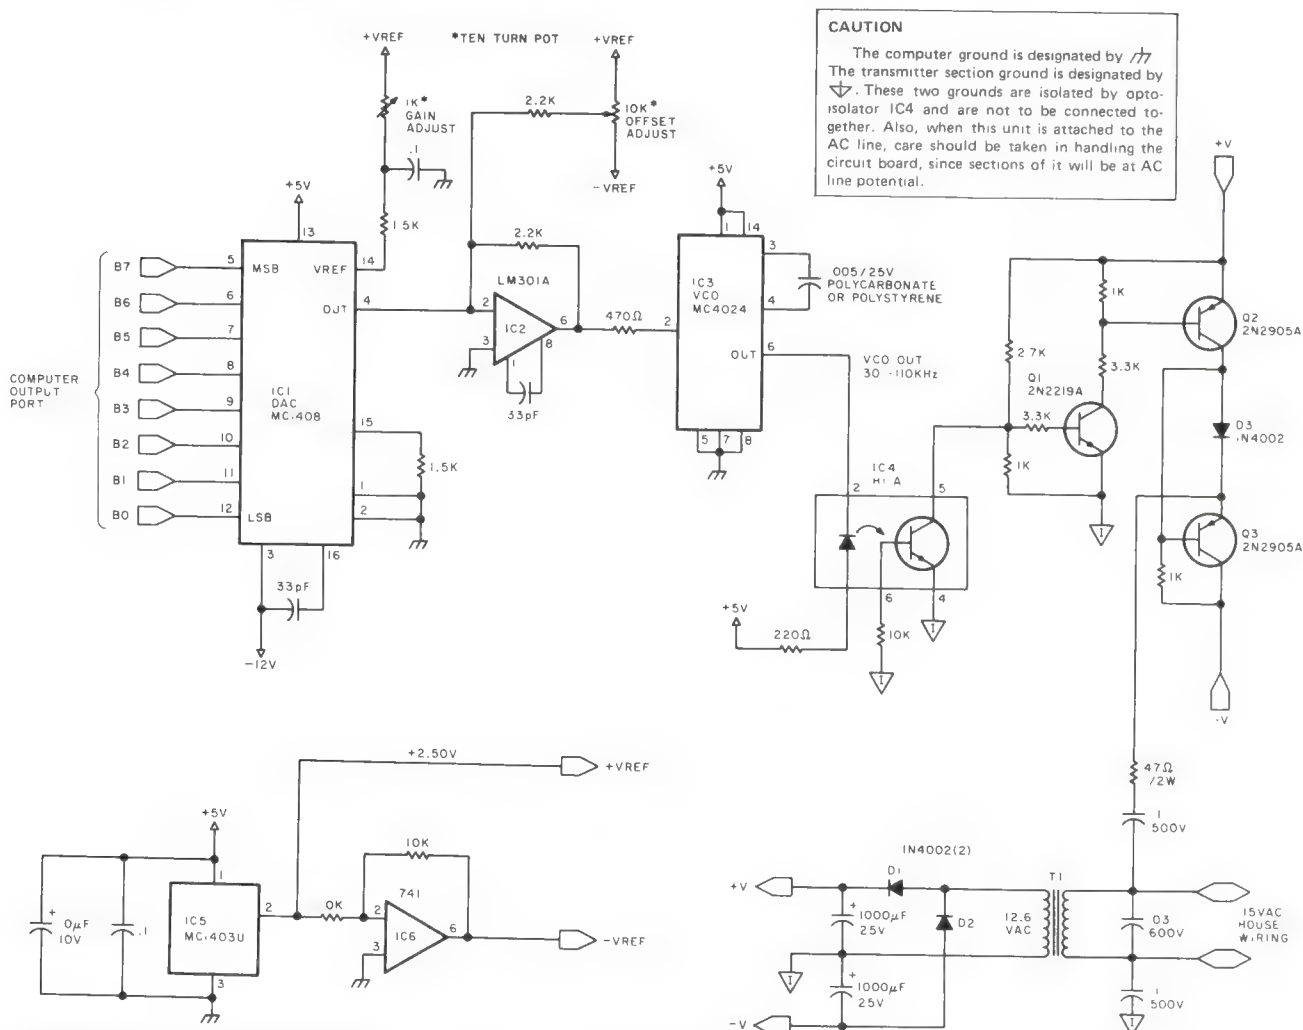 +VREF
*TEN TURN POT
+VREF
1K*
GAIN
ADJUST
2.2K
10K*
OFFSET
ADJUST
-VREF
.1
1.5K
+5V
13
COMPUTER
OUTPUT
PORT
B7
B6
B5
B4
B3
B2
B1
B0
5
6
7
8
9
10
11
12
MSB
VREF
OUT
IC1
DAC
LSB
14
4
15
1
2
3
16
1.5K
33pF
-12V
2.2K
LM301A
2
3
IC2
6
1
8
33pF
470Ω
+5V
1
14
2
IC3
VCO
MC4024
OUT
3
4
6
5
7
8
005/25V
POLYCARBONATE
OR POLYSTYRENE
VCO OUT
30 -110KHz
CAUTION
The computer ground is designated by
The transmitter section ground is designated by
. These two grounds are isolated by opto-
isolator IC4 and are not to be connected to-
gether. Also, when this unit is attached to the
AC line, care should be taken in handling the
circuit board, since sections of it will be at AC
line potential.
+V
1K
2.7K
3.3K
Q1
2N2219A
3.3K
1K
Q2
2N2905A
D3
1N4002
Q3
2N2905A
1K
-V
IC4
2
5
6
4
+5V
220Ω
10K
I
I
I
+2.50V
+VREF
+5V
1
IC5
2
3
+
10V
.1
10K
741
2
3
IC6
6
-VREF
47Ω
/2W
500V
1N4002(2)
D1
D2
+V
+
1000µF
25V
+
1000µF
25V
-V
I
T1
12.6
VAC
600V
500V
I
15VAC
HOUSE
WIRING